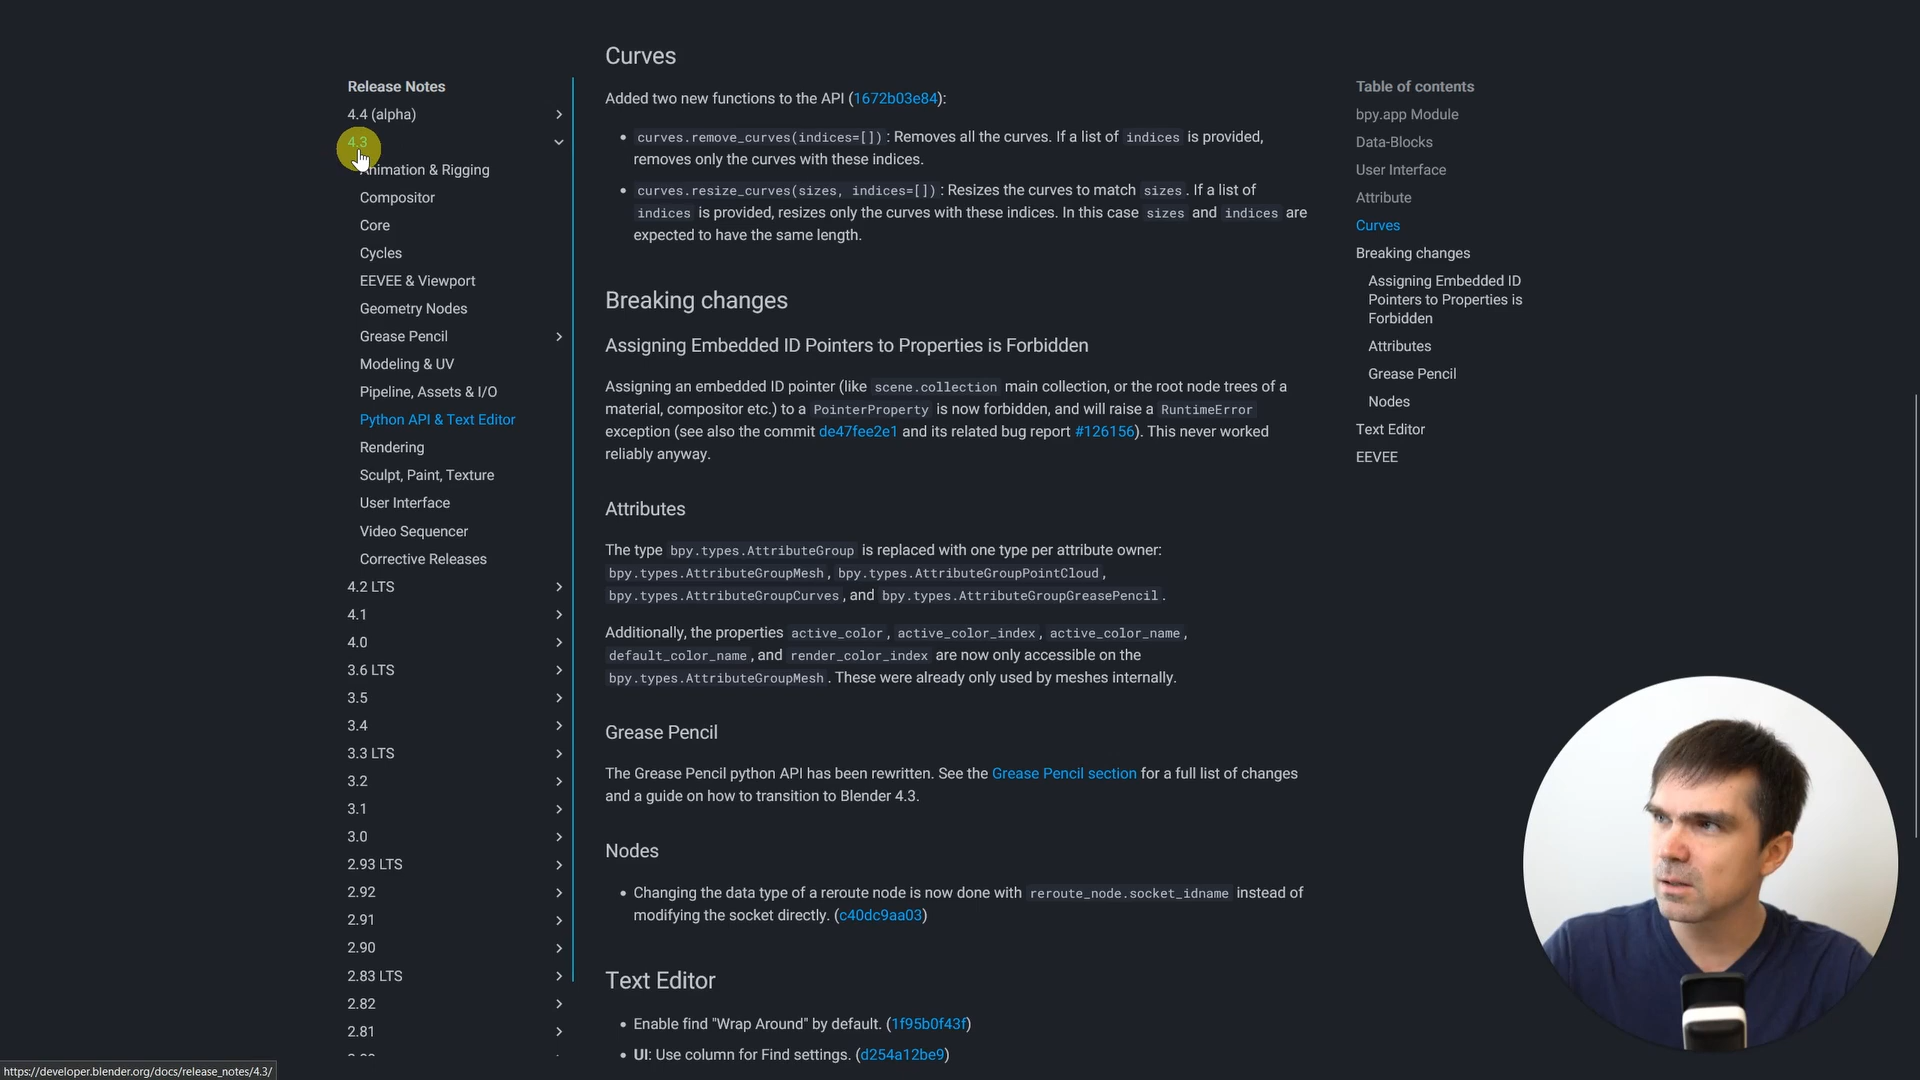 Release Notes
4.4 (alpha)
4.3
Animation & Rigging
Compositor
Core
Cycles
EEVEE & Viewport
Geometry Nodes
Grease Pencil
Modeling & UV
Pipeline, Assets & I/O
Python API & Text Editor
Rendering
Sculpt, Paint, Texture
User Interface
Video Sequencer
Corrective Releases
4.2 LTS
4.1
4.0
3.6 LTS
3.5
3.4
3.3 LTS
3.2
3.1
3.0
2.93 LTS
2.92
2.91
2.90
2.83 LTS
2.82
2.81
Curves
Added two new functions to the API (1672b03e84):
• curves.remove_curves(indices=[]) : Removes all the curves. If a list of indices is provided,
removes only the curves with these indices.
• curves.resize_curves(sizes, indices=[]) : Resizes the curves to match sizes . If a list of
indices is provided, resizes only the curves with these indices. In this case sizes and indices are
expected to have the same length.
Breaking changes
Assigning Embedded ID Pointers to Properties is Forbidden
Assigning an embedded ID pointer (like scene.collection main collection, or the root node trees of a
material, compositor etc.) to a PointerProperty is now forbidden, and will raise a RuntimeError
exception (see also the commit de47fee2e1 and its related bug report #126156). This never worked
reliably anyway.
Attributes
The type bpy.types.AttributeGroup is replaced with one type per attribute owner:
bpy.types.AttributeGroupMesh , bpy.types.AttributeGroupPointCloud ,
bpy.types.AttributeGroupCurves , and bpy.types.AttributeGroupGreasePencil .
Additionally, the properties active_color , active_color_index , active_color_name ,
default_color_name , and render_color_index are now only accessible on the
bpy.types.AttributeGroupMesh . These were already only used by meshes internally.
Grease Pencil
The Grease Pencil python API has been rewritten. See the Grease Pencil section for a full list of changes
and a guide on how to transition to Blender 4.3.
Nodes
• Changing the data type of a reroute node is now done with reroute_node.socket_idname instead of
modifying the socket directly. (c40dc9aa03)
Text Editor
• Enable find "Wrap Around" by default. (1f95b0f43f)
• UI: Use column for Find settings. (d254a12be9)
Table of contents
bpy.app Module
Data-Blocks
User Interface
Attribute
Curves
Breaking changes
Assigning Embedded ID
Pointers to Properties is
Forbidden
Attributes
Grease Pencil
Nodes
Text Editor
EEVEE
https://developer.blender.org/docs/release_notes/4.3/